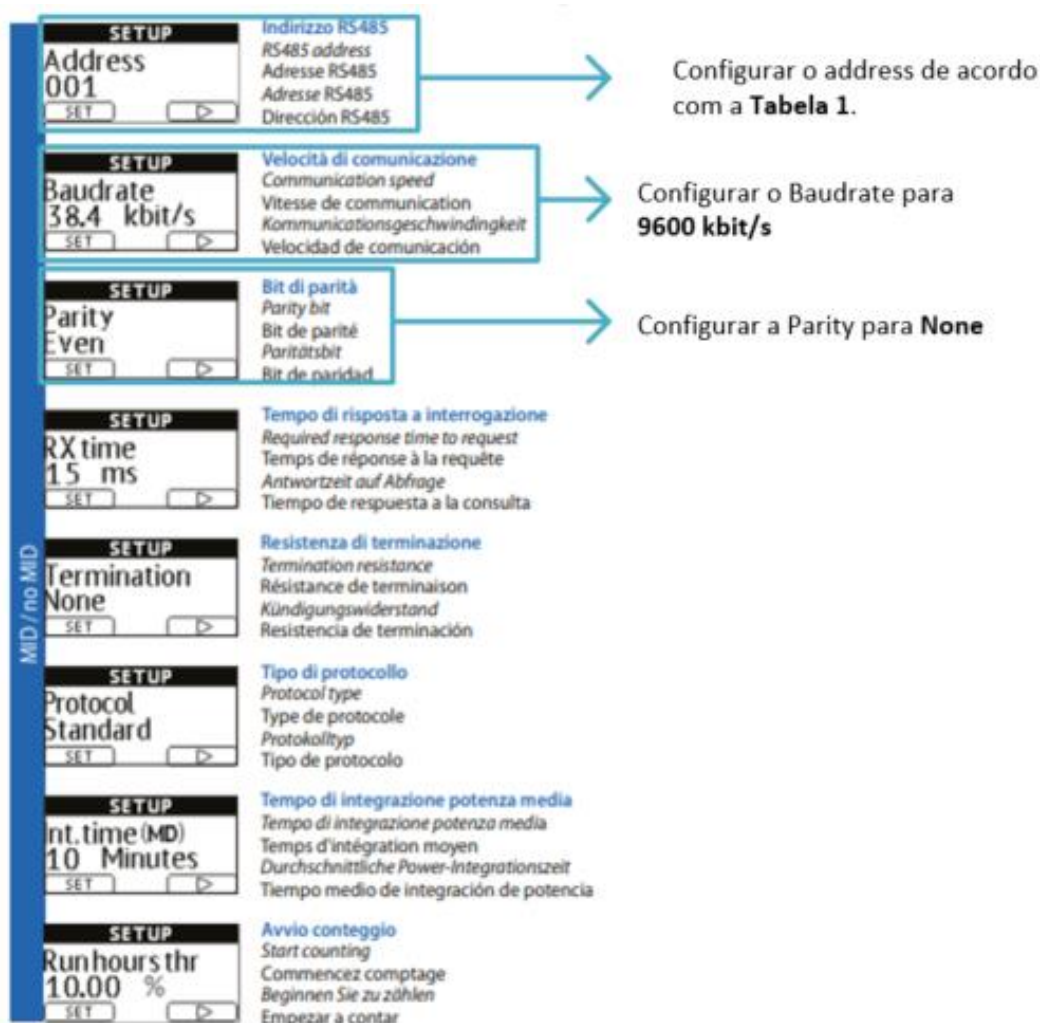 SETUP
Address
001
SET
Indirizzo RS485
RS485 address
Adresse RS485
Adresse RS485
Dirección RS485
Configurar o address de acordo
com a Tabela 1.
SETUP
Baudrate
38.4 kbit/s
SET
Velocità di comunicazione
Communication speed
Vitesse de communication
Kommunicationsgeschwindingkeit
Velocidad de comunicación
Configurar o Baudrate para
9600 kbit/s
SETUP
Parity
Even
SET
Bit di parità
Parity bit
Bit de parité
Paritätsbit
Bit de paridad
Configurar a Parity para None
MID / no MID
SETUP
RX time
15 ms
SET
Tempo di risposta a interrogazione
Required response time to request
Temps de réponse à la requête
Antwortzeit auf Abfrage
Tiempo de respuesta a la consulta
SETUP
Termination
None
SET
Resistenza di terminazione
Termination resistance
Résistance de terminaison
Kündigungswiderstand
Resistencia de terminación
SETUP
Protocol
Standard
SET
Tipo di protocollo
Protocol type
Type de protocole
Protokolltyp
Tipo de protocolo
SETUP
Int.time (MD)
10 Minutes
SET
Tempo di integrazione potenza media
Tempo di integrazione potenza media
Temps d'intégration moyen
Durchschnittliche Power-Integrationszeit
Tiempo medio de integración de potencia
SETUP
Run hours thr
10.00 %
SET
Avvio conteggio
Start counting
Commencez comptage
Beginnen Sie zu zählen
Empezar a contar